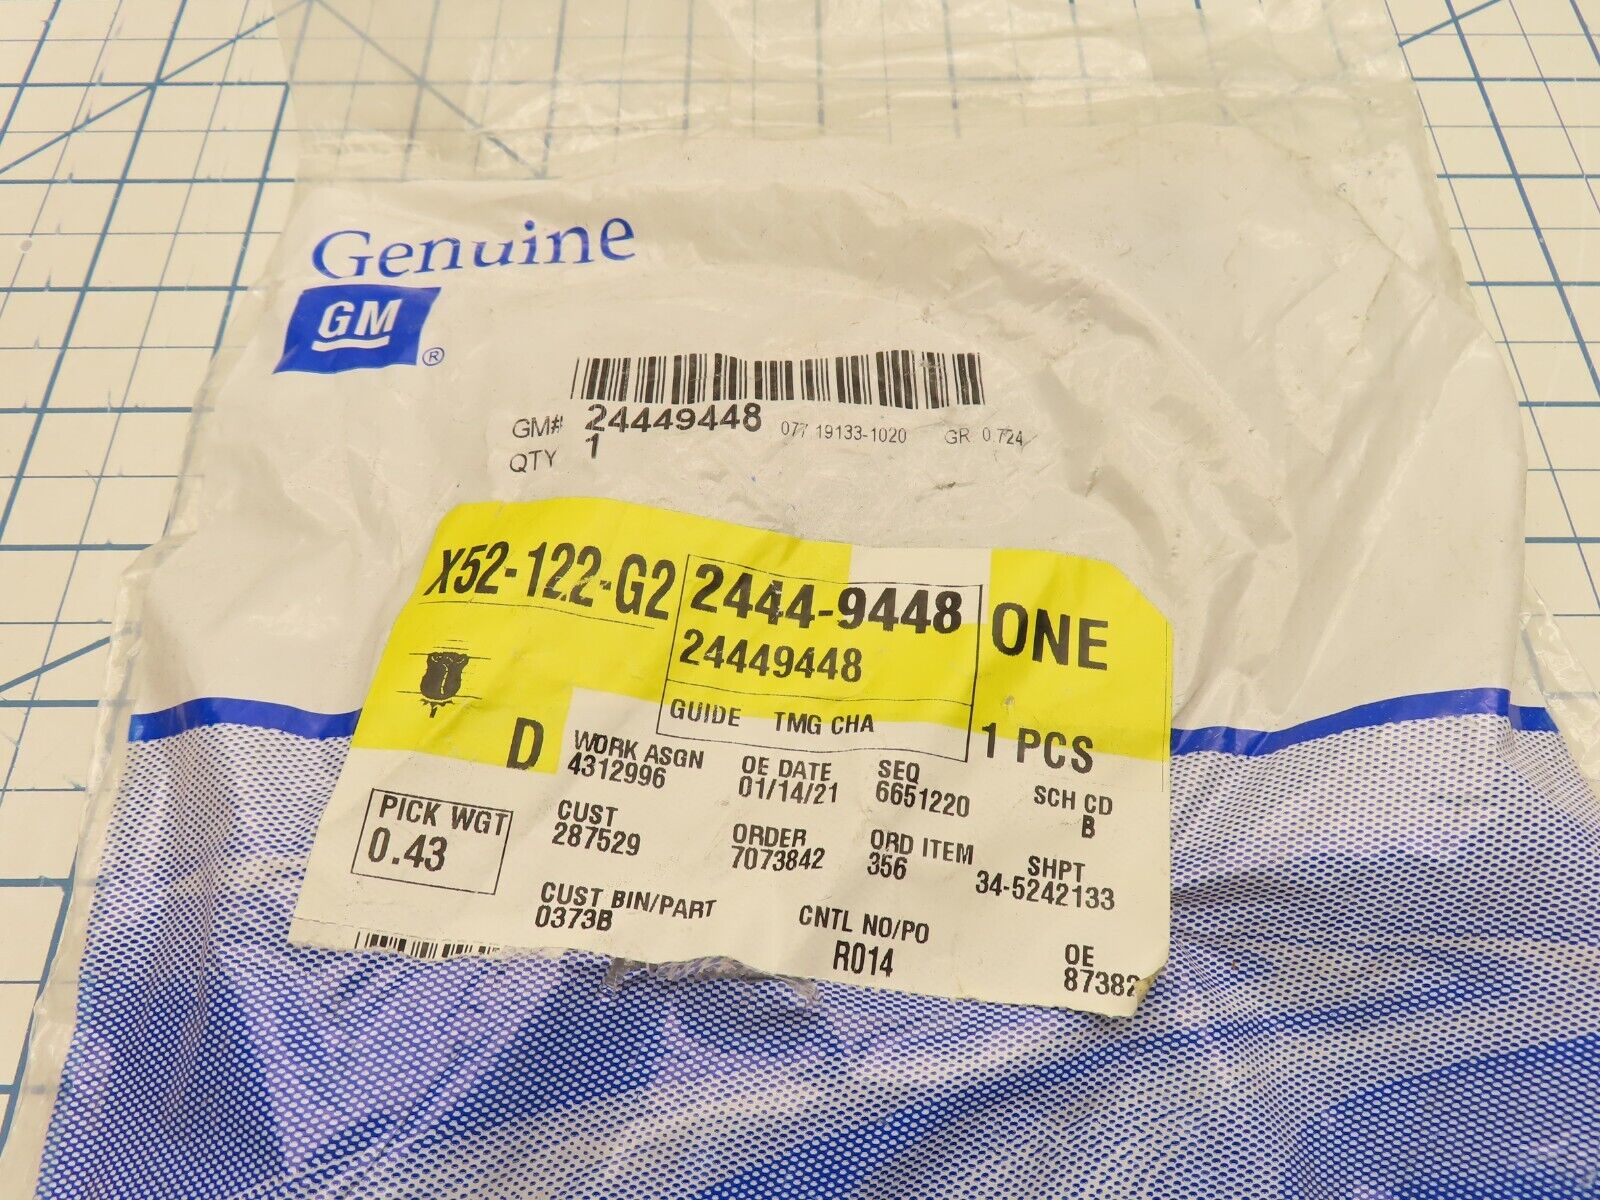 Genuine
GM ®
GM# 24449448 077 19133-1020 GR 0.724
QTY 1
X52-122-G2 2444-9448 ONE
24449448
GUIDE TMG CHA
D 1 PCS
WORK ASGN OE DATE SEQ SCH CD
4312996 01/14/21 6651220 B
PICK WGT CUST ORDER ORD ITEM SHPT
0.43 287529 7073842 356 34-5242133
CUST BIN/PART CNTL NO/PO OE
0373B R014 87382